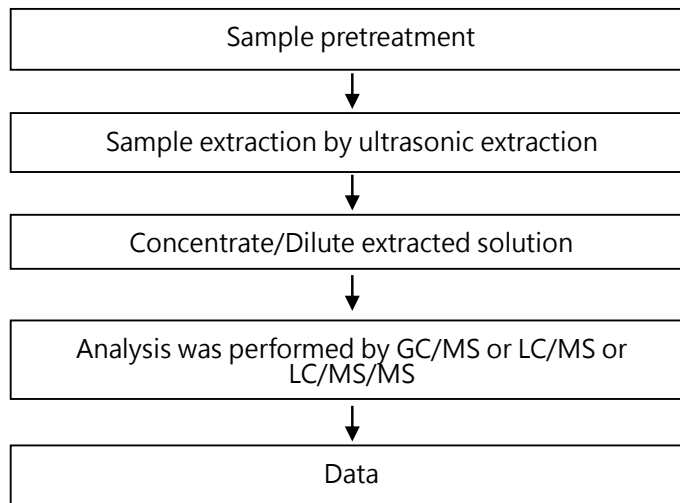 Sample pretreatment
Sample extraction by ultrasonic extraction
Concentrate/Dilute extracted solution
Analysis was performed by GC/MS or LC/MS or
LC/MS/MS
Data